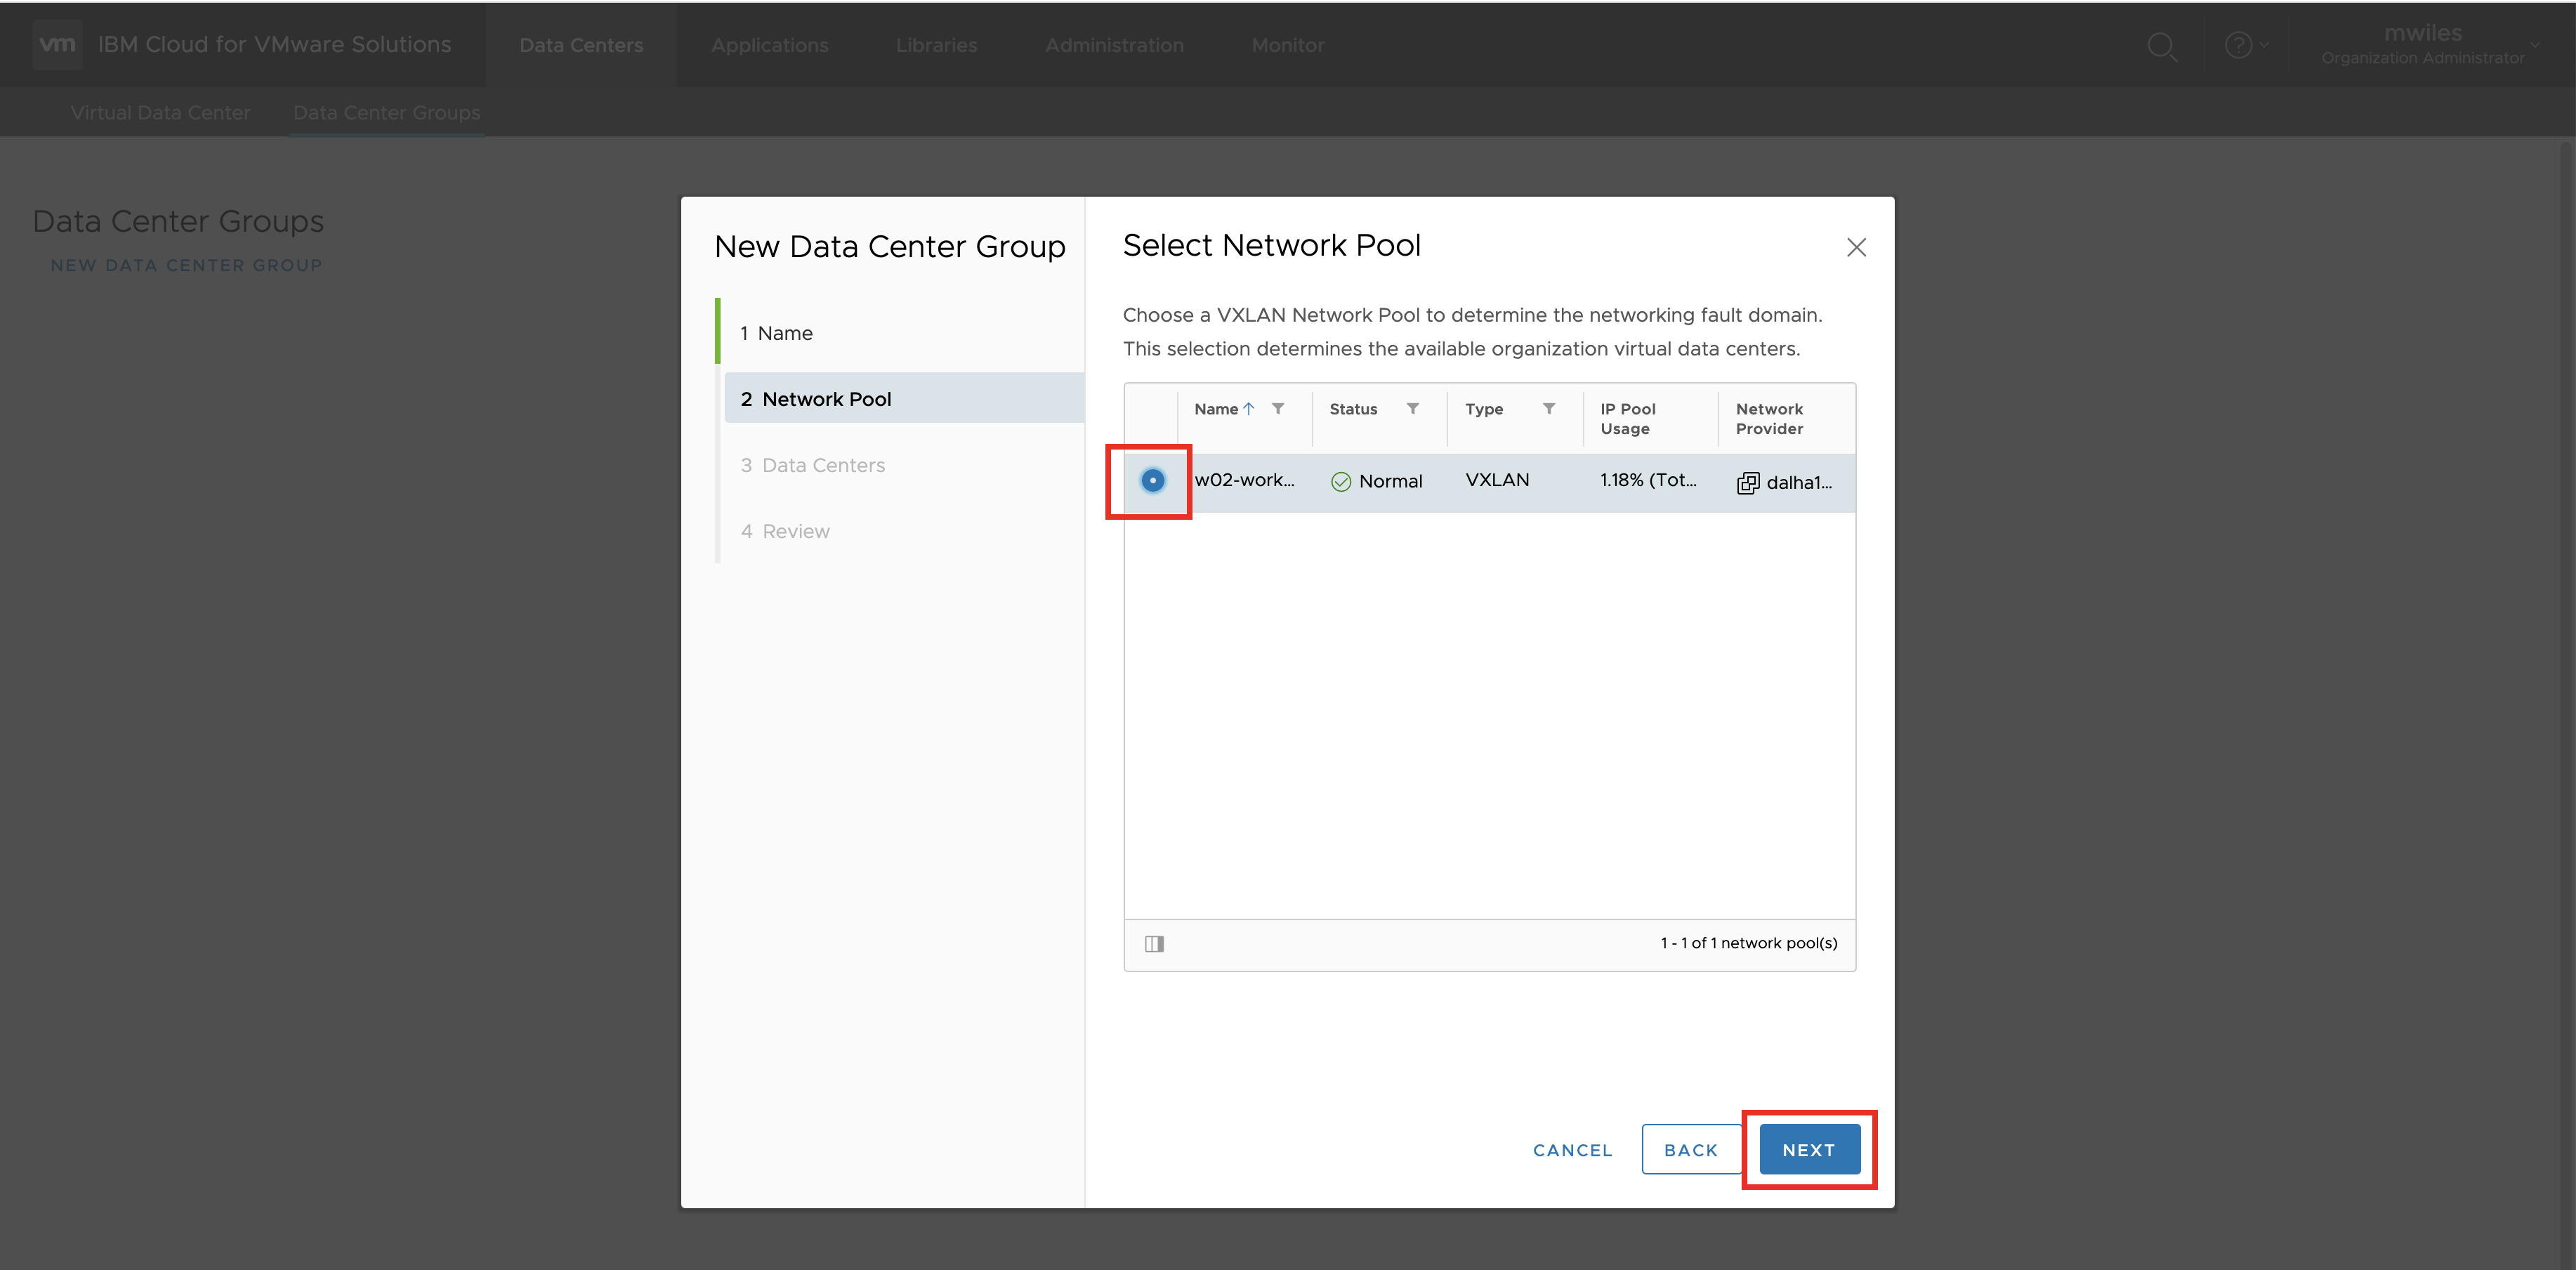 vm IBM Cloud for VMware Solutions Data Centers Applications Libraries Administration Monitor
mwiles
Organization Administrator
Virtual Data Center Data Center Groups
Data Center Groups
NEW DATA CENTER GROUP
New Data Center Group
1 Name
2 Network Pool
3 Data Centers
4 Review
Select Network Pool
Choose a VXLAN Network Pool to determine the networking fault domain.
This selection determines the available organization virtual data centers.
Name Status Type IP Pool Usage Network Provider
w02-work... Normal VXLAN 1.18% (Tot... dalha1...
1 - 1 of 1 network pool(s)
CANCEL BACK NEXT